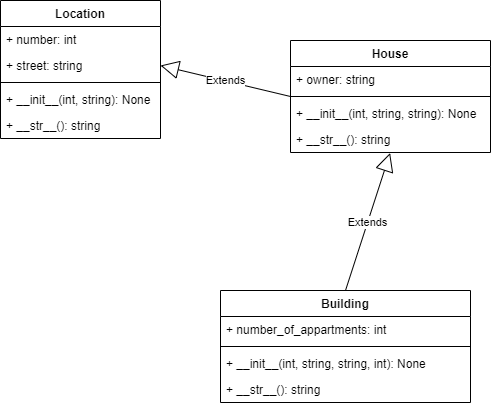 Location
+ number: int
+ street: string
+ __init__(int, string): None
+ __str__(): string
Extends
House
+ owner: string
+ __init__(int, string, string): None
+ __str__(): string
Extends
Building
+ number_of_appartments: int
+ __init__(int, string, string, int): None
+ __str__(): string